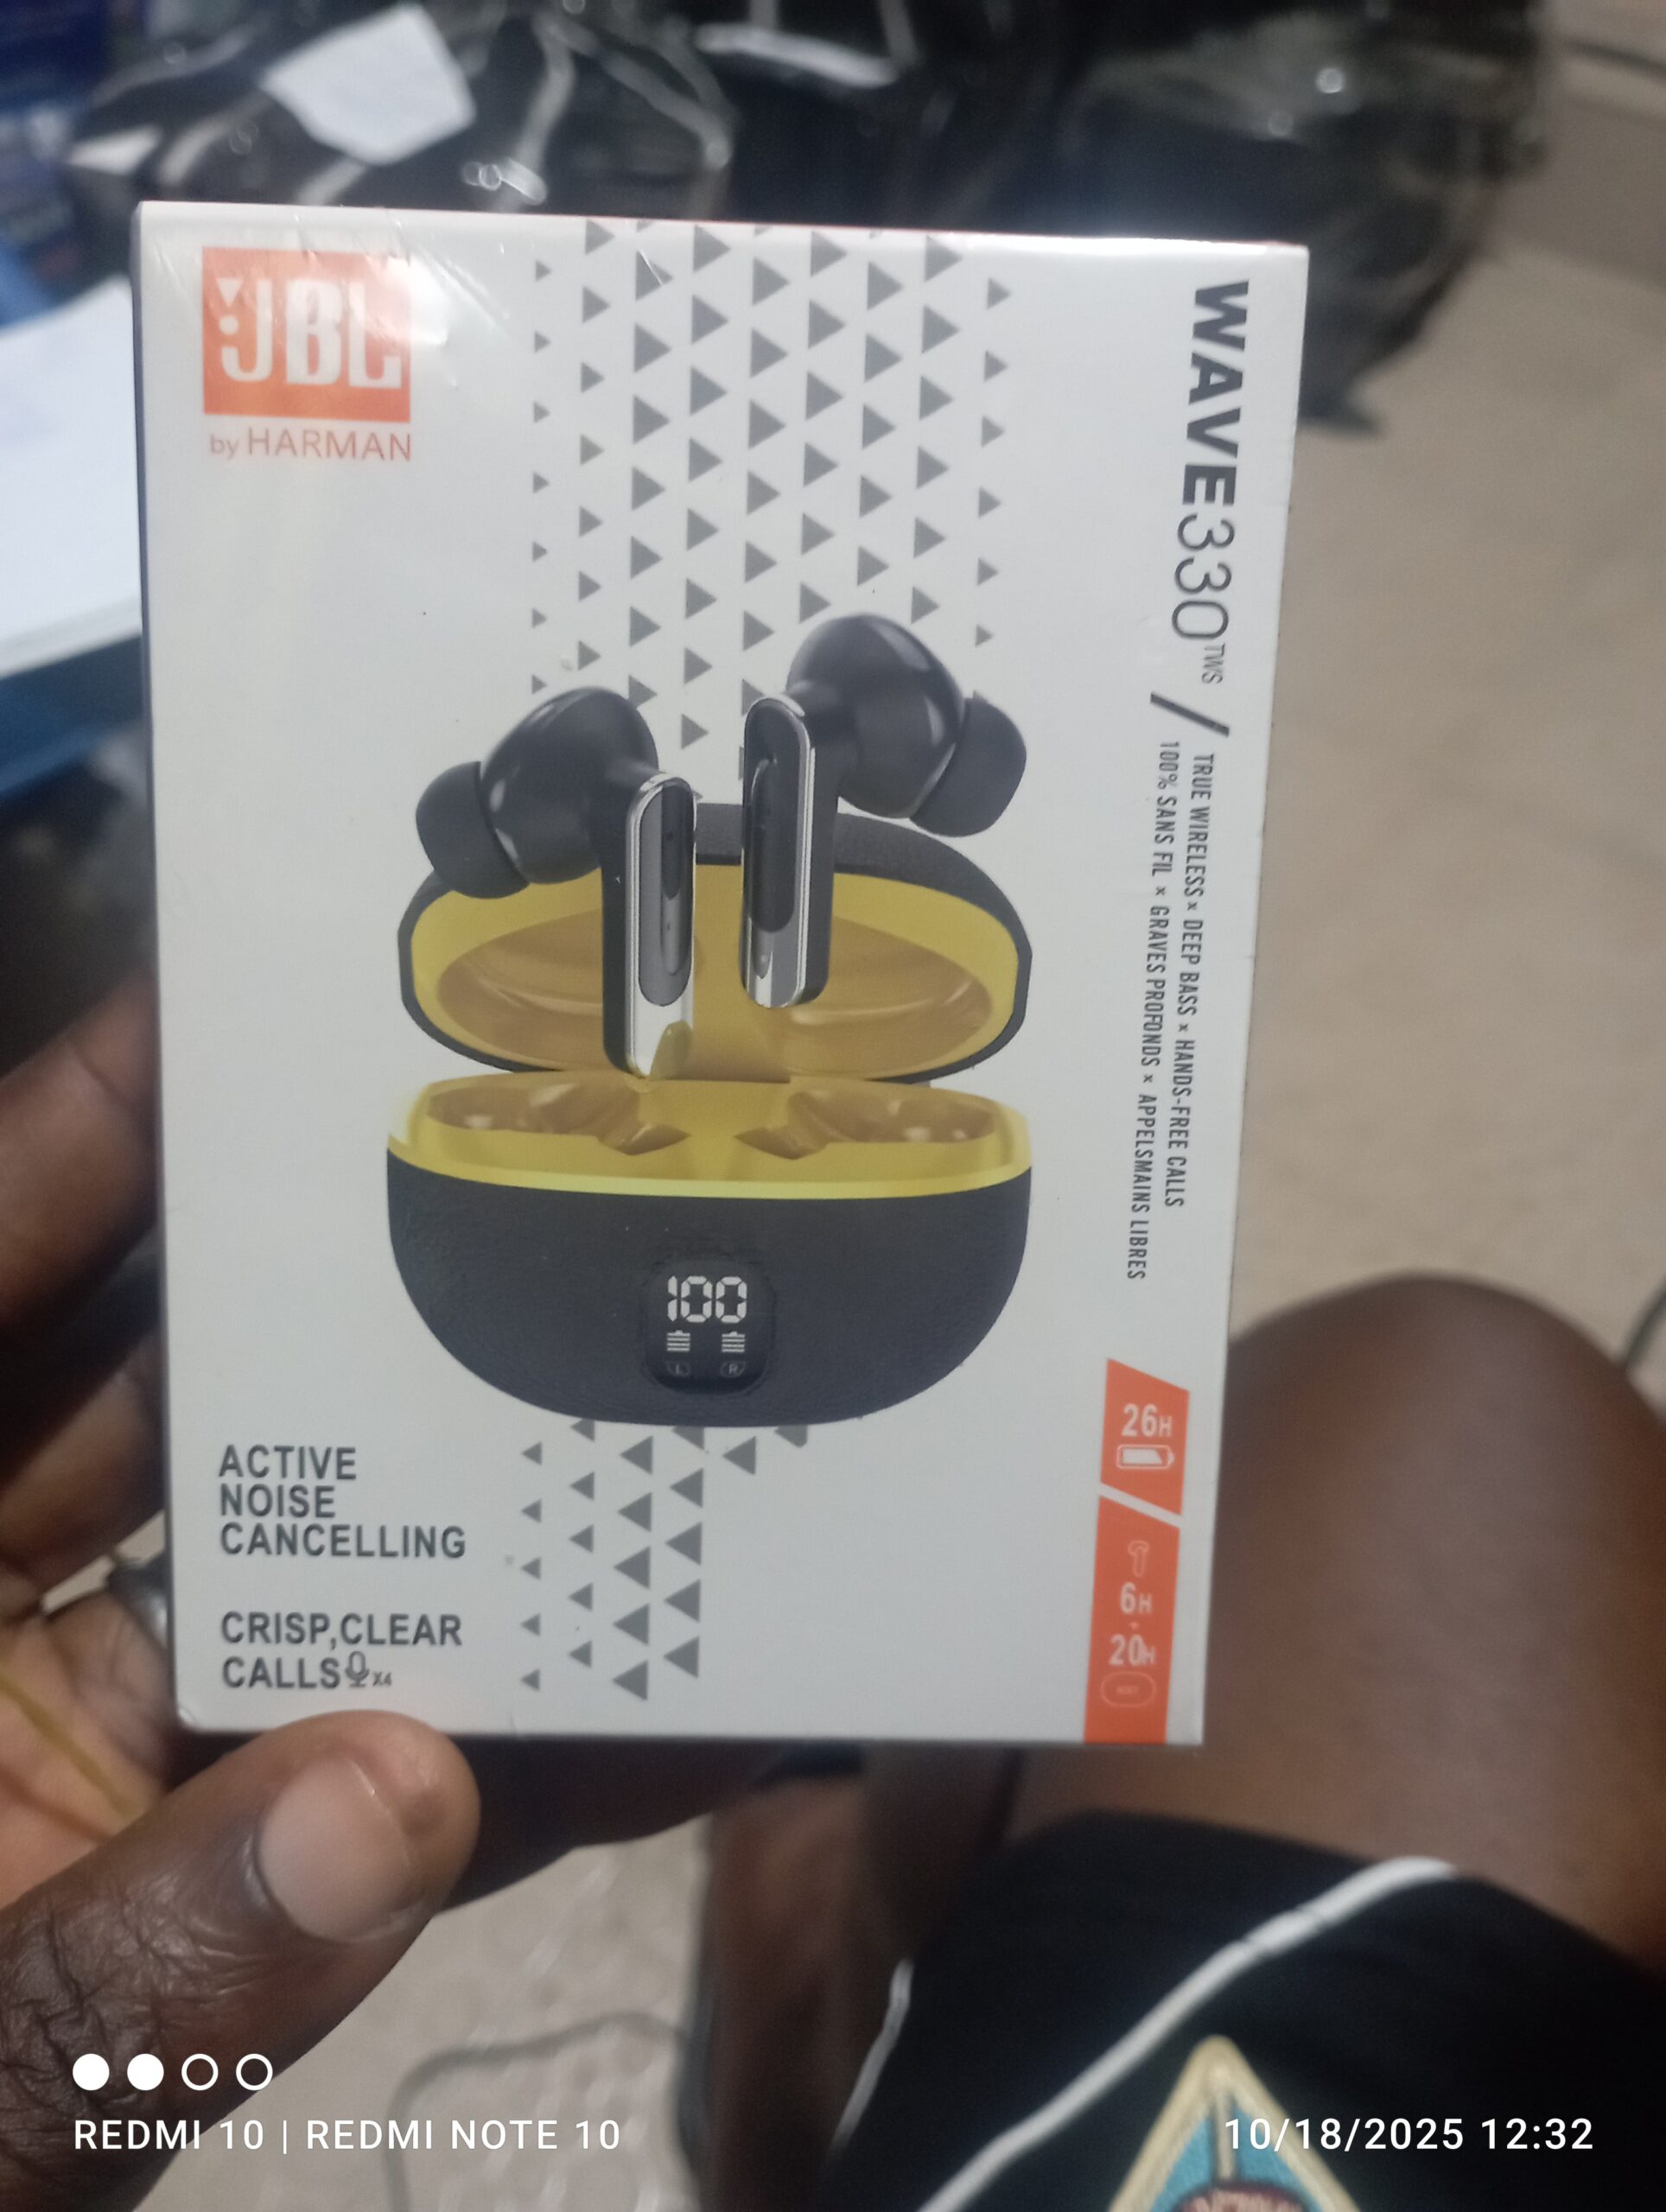 JBL
by HARMAN
WAVE330TWS /
TRUE WIRELESS × DEEP BASS × HANDS-FREE CALLS
100% SANS FIL × GRAVES PROFONDS × APPELSMAINS LIBRES
100
L R
26H
6H
+
20H
ACTIVE
NOISE
CANCELLING
CRISP,CLEAR
CALLS X4
REDMI 10 | REDMI NOTE 10
10/18/2025 12:32